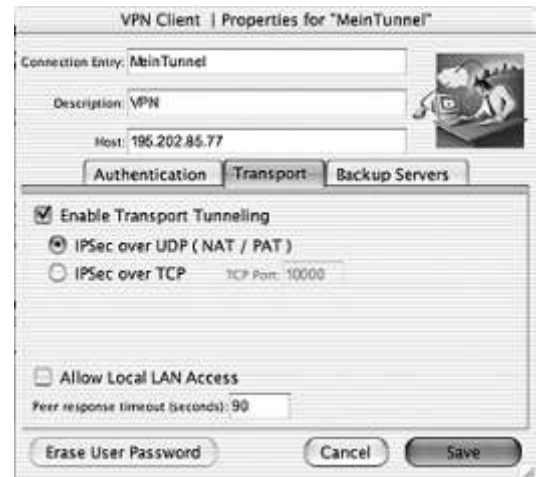 VPN Client | Properties for "MeinTunnel"
Connection Entry: MeinTunnel
Description: VPN
Host: 195.202.85.77
Authentication Transport Backup Servers
Enable Transport Tunneling
IPSec over UDP ( NAT / PAT )
IPSec over TCP TCP Port: 10000
Allow Local LAN Access
Peer response timeout (seconds): 90
Erase User Password Cancel Save